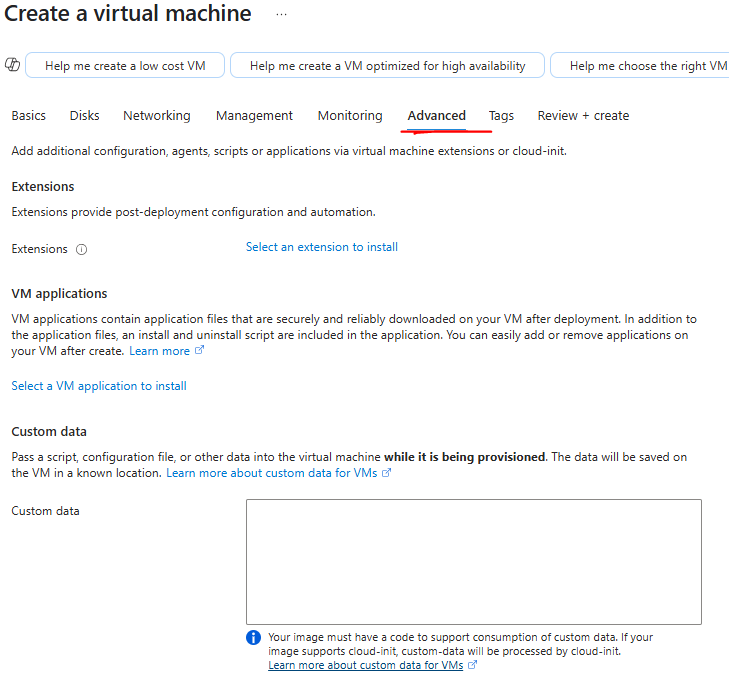 Create a virtual machine ...
Help me create a low cost VM Help me create a VM optimized for high availability Help me choose the right VM
Basics Disks Networking Management Monitoring Advanced Tags Review + create
Add additional configuration, agents, scripts or applications via virtual machine extensions or cloud-init.
Extensions
Extensions provide post-deployment configuration and automation.
Extensions Select an extension to install
VM applications
VM applications contain application files that are securely and reliably downloaded on your VM after deployment. In addition to
the application files, an install and uninstall script are included in the application. You can easily add or remove applications on
your VM after create. Learn more
Select a VM application to install
Custom data
Pass a script, configuration file, or other data into the virtual machine while it is being provisioned. The data will be saved on
the VM in a known location. Learn more about custom data for VMs
Custom data
Your image must have a code to support consumption of custom data. If your
image supports cloud-init, custom-data will be processed by cloud-init.
Learn more about custom data for VMs